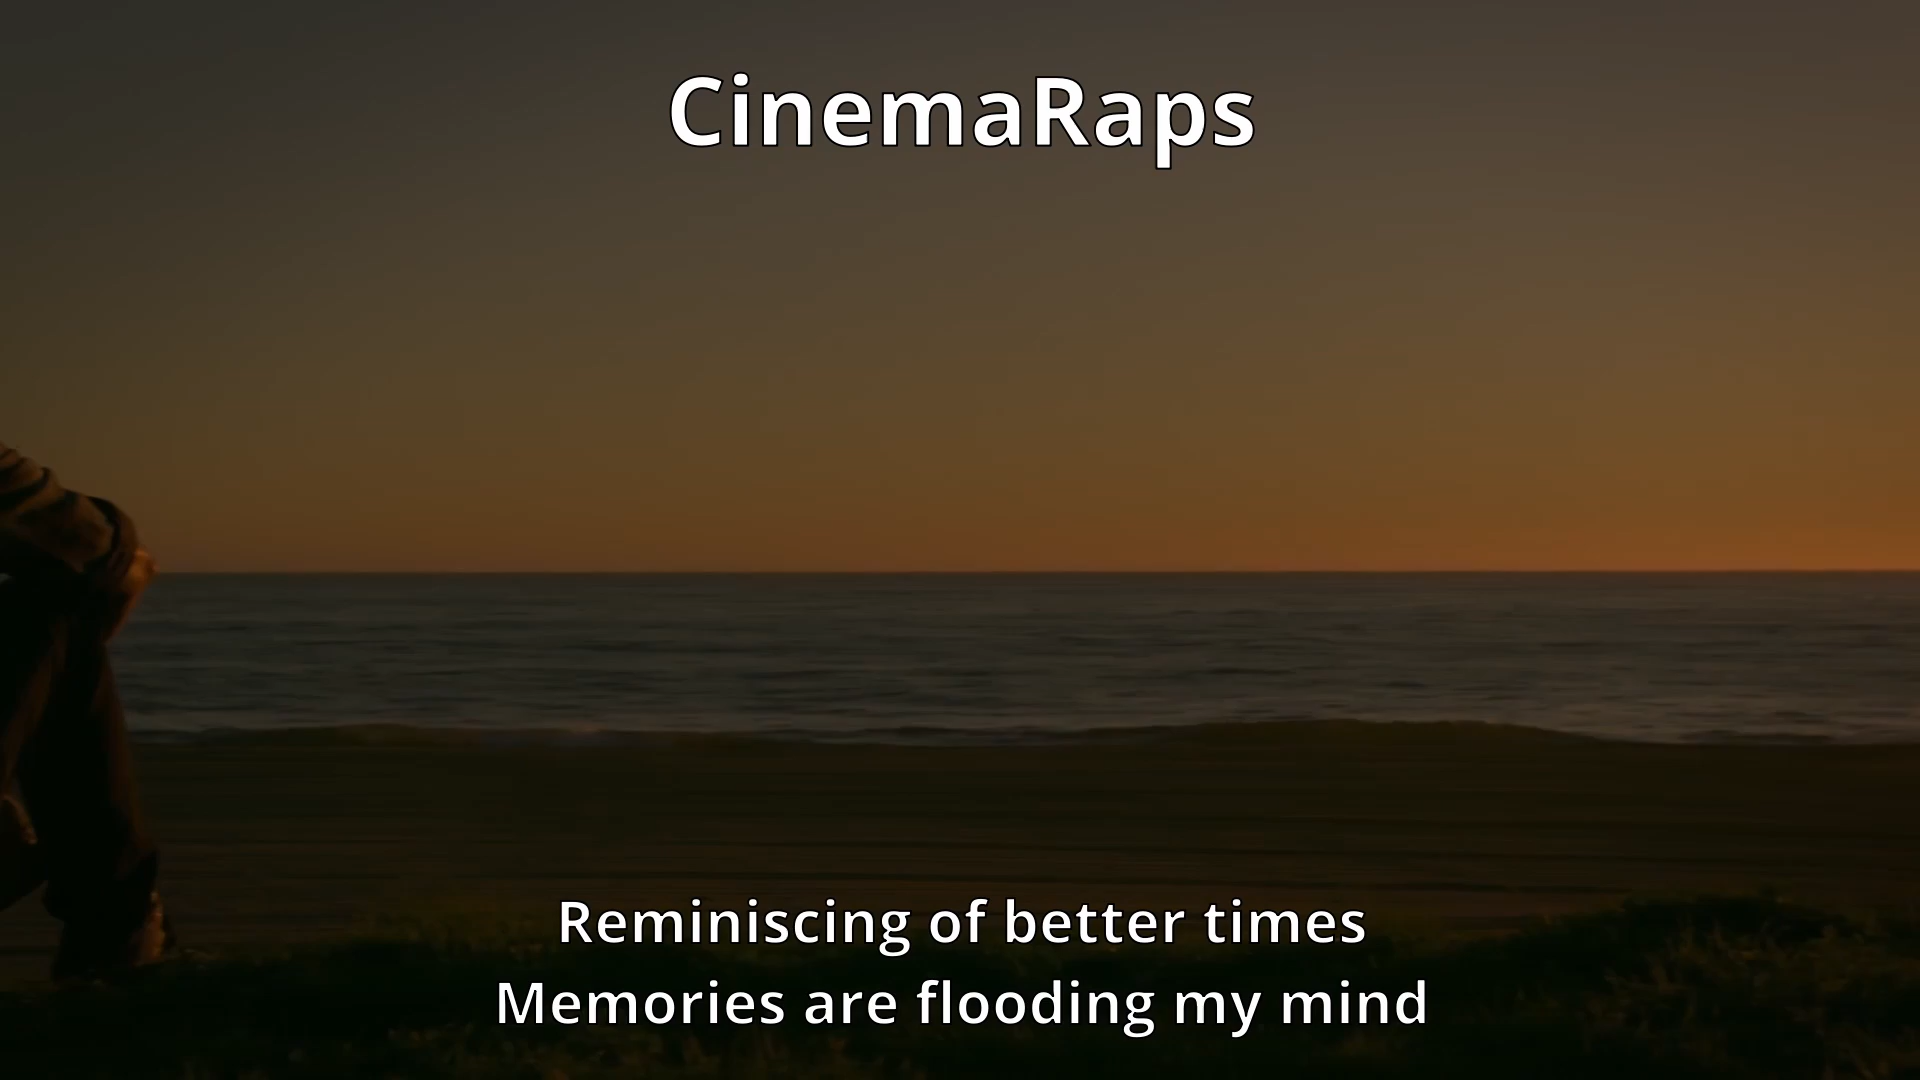 CinemaRaps
Reminiscing of better times
Memories are flooding my mind